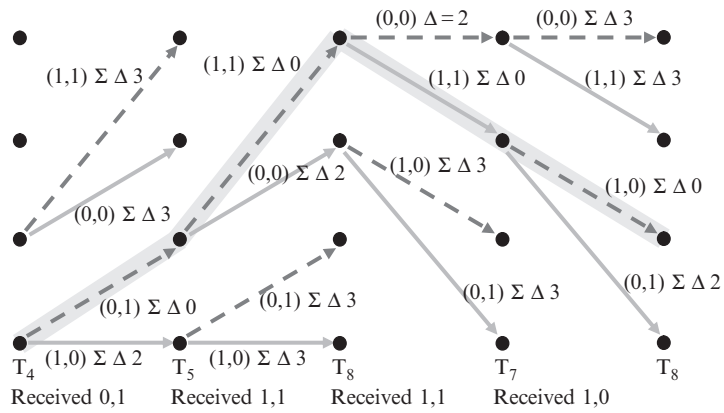 (0,0) Δ = 2
(0,0) Σ Δ 3
(1,1) Σ Δ 3
(1,1) Σ Δ 0
(1,1) Σ Δ 0
(1,1) Σ Δ 3
(0,0) Σ Δ 3
(0,0) Σ Δ 2
(1,0) Σ Δ 3
(1,0) Σ Δ 0
(0,1) Σ Δ 0
(0,1) Σ Δ 3
(0,1) Σ Δ 3
(0,1) Σ Δ 2
(1,0) Σ Δ 2
(1,0) Σ Δ 3
T4 T5 T8 T7 T8
Received 0,1 Received 1,1 Received 1,1 Received 1,0